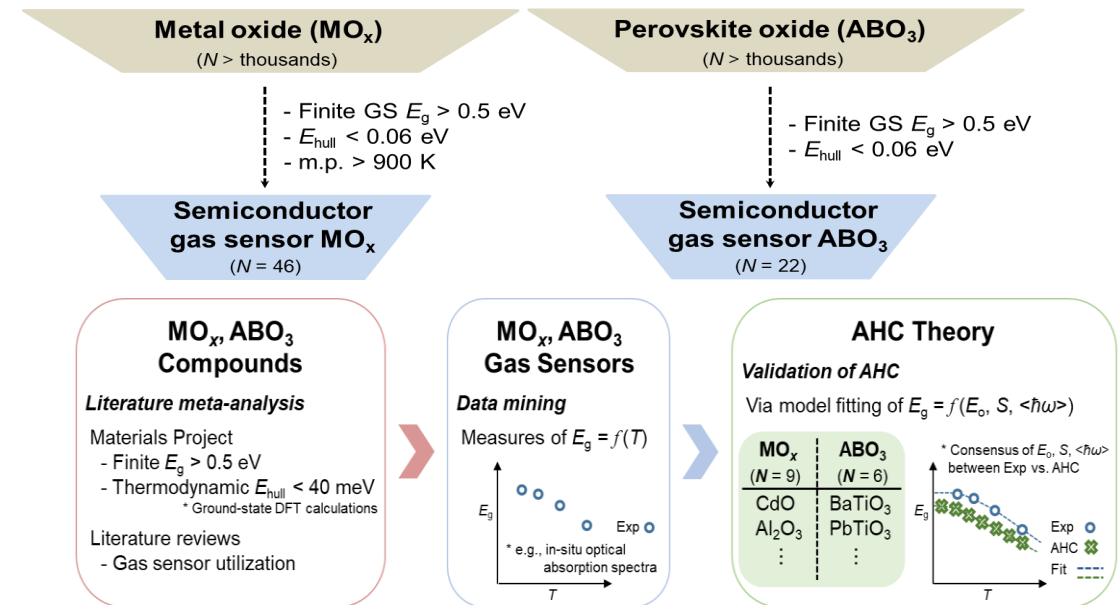 Metal oxide (MOx)
(N > thousands)
- Finite GS Eg > 0.5 eV
- Ehull < 0.06 eV
- m.p. > 900 K
Semiconductor
gas sensor MOx
(N = 46)
Perovskite oxide (ABO3)
(N > thousands)
- Finite GS Eg > 0.5 eV
- Ehull < 0.06 eV
Semiconductor
gas sensor ABO3
(N = 22)
MOx, ABO3
Compounds
Literature meta-analysis
Materials Project
- Finite Eg > 0.5 eV
- Thermodynamic Ehull < 40 meV
* Ground-state DFT calculations
Literature reviews
- Gas sensor utilization
MOx, ABO3
Gas Sensors
Data mining
Measures of Eg = f(T)
Eg
Exp
* e.g., in-situ optical
absorption spectra
T
AHC Theory
Validation of AHC
Via model fitting of Eg = f(Eo, S, <ħω>)
MOx
(N = 9)
CdO
Al2O3
⋮
ABO3
(N = 6)
BaTiO3
PbTiO3
⋮
* Consensus of Eo, S, <ħω>
between Exp vs. AHC
Eg
Exp
AHC
Fit
T